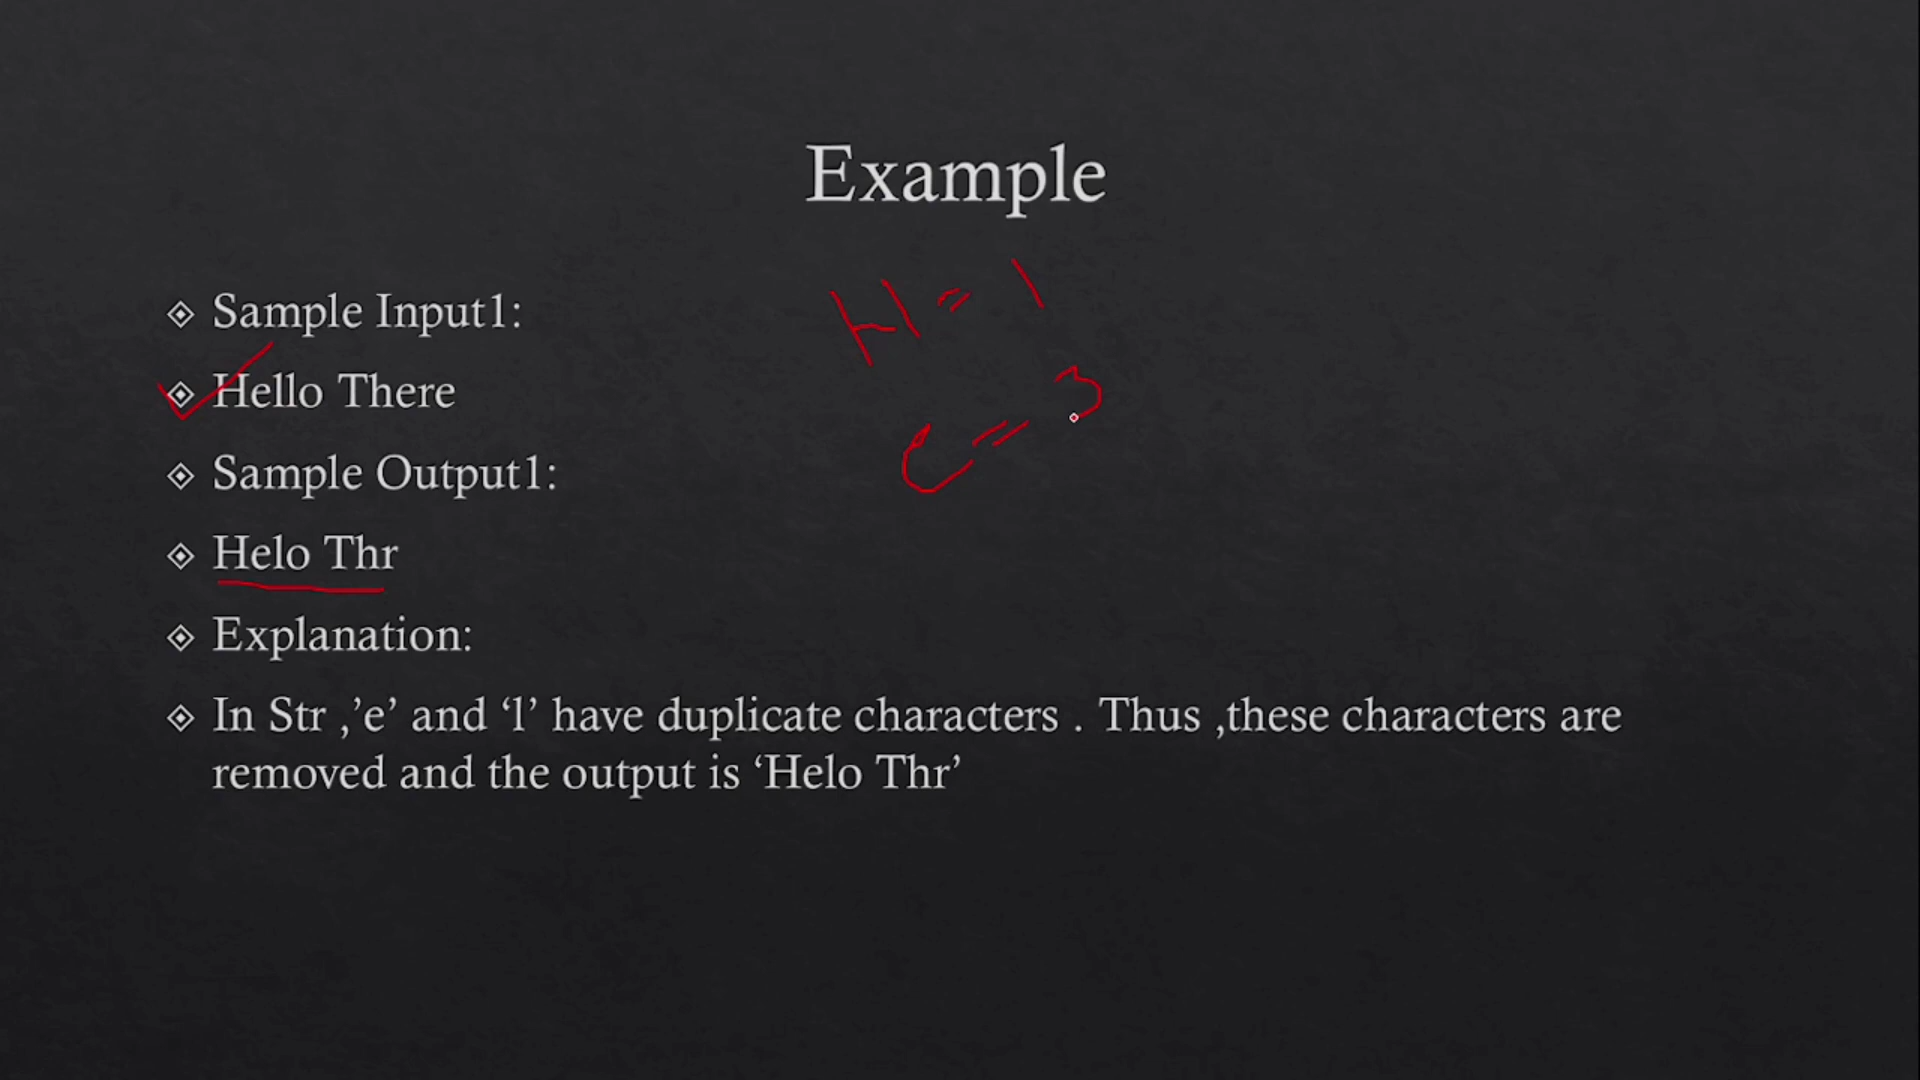 Example
Sample Input1:
H = 1
Hello There
e = 3
Sample Output1:
Helo Thr
Explanation:
In Str ,’e’ and ‘l’ have duplicate characters . Thus ,these characters are
removed and the output is ‘Helo Thr’